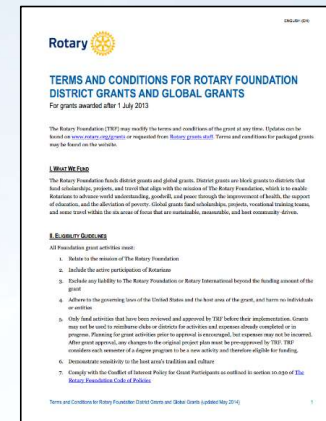 ENGLISH (EN)
Rotary
TERMS AND CONDITIONS FOR ROTARY FOUNDATION
DISTRICT GRANTS AND GLOBAL GRANTS
For grants awarded after 1 July 2013
The Rotary Foundation (TRF) may modify the terms and conditions of the grant at any time. Updates can be
found on www.rotary.org/grants or requested from Rotary grants staff. Terms and conditions for packaged grants
may be found on the website.
I. WHAT WE FUND
The Rotary Foundation funds district grants and global grants. District grants are block grants to districts that
fund scholarships, projects, and travel that align with the mission of The Rotary Foundation, which is to enable
Rotarians to advance world understanding, goodwill, and peace through the improvement of health, the support
of education, and the alleviation of poverty. Global grants fund scholarships, projects, vocational training teams,
and some travel within the six areas of focus that are sustainable, measurable, and host community-driven.
II. ELIGIBILITY GUIDELINES
All Foundation grant activities must:
1. Relate to the mission of The Rotary Foundation
2. Include the active participation of Rotarians
3. Exclude any liability to The Rotary Foundation or Rotary International beyond the funding amount of the
grant
4. Adhere to the governing laws of the United States and the host area of the grant, and harm no individuals
or entities
5. Only fund activities that have been reviewed and approved by TRF before their implementation. Grants
may not be used to reimburse clubs or districts for activities and expenses already completed or in
progress. Planning for grant activities prior to approval is encouraged, but expenses may not be incurred.
After grant approval, any changes to the original project plan must be pre-approved by TRF. TRF
considers each semester of a degree program to be a new activity and therefore eligible for funding.
6. Demonstrate sensitivity to the host area's tradition and culture
7. Comply with the Conflict of Interest Policy for Grant Participants as outlined in section 10.030 of The
Rotary Foundation Code of Policies
Terms and Conditions for Rotary Foundation District Grants and Global Grants (updated May 2014) 1